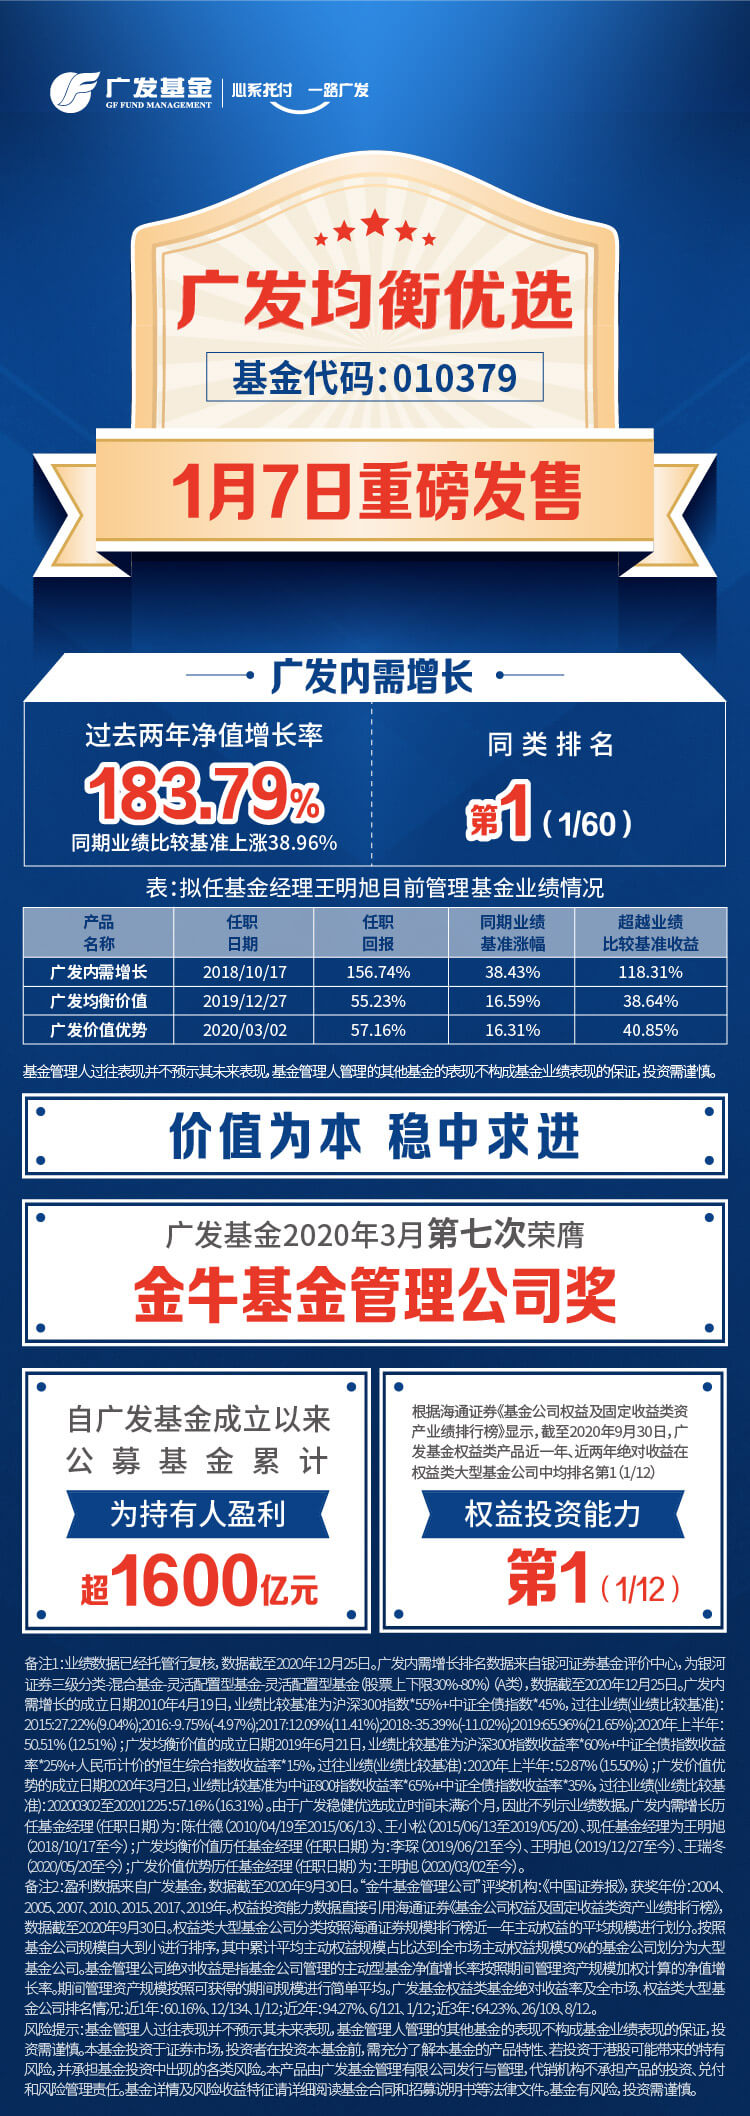 广发基金
GF FUND MANAGEMENT
心系托付 一路广发
广发均衡优选
基金代码:010379
1月7日重磅发售
广发内需增长
过去两年净值增长率
183.79%
同期业绩比较基准上涨38.96%
同类排名
第1(1/60)
表:拟任基金经理王明旭目前管理基金业绩情况
产品名称 任职日期 任职回报 同期业绩基准涨幅 超越业绩比较基准收益
广发内需增长 2018/10/17 156.74% 38.43% 118.31%
广发均衡价值 2019/12/27 55.23% 16.59% 38.64%
广发价值优势 2020/03/02 57.16% 16.31% 40.85%
基金管理人过往表现并不预示其未来表现,基金管理人管理的其他基金的表现不构成基金业绩表现的保证,投资需谨慎。
价值为本 稳中求进
广发基金2020年3月第七次荣膺
金牛基金管理公司奖
自广发基金成立以来
公募基金累计
为持有人盈利
超1600亿元
根据海通证券《基金公司权益及固定收益类资
产业绩排行榜》显示,截至2020年9月30日,广
发基金权益类产品近一年、近两年绝对收益在
权益类大型基金公司中均排名第1(1/12)
权益投资能力
第1(1/12)
备注1:业绩数据已经托管行复核,数据截至2020年12月25日。广发内需增长排名数据来自银河证券基金评价中心,为银河
证券三级分类-混合基金-灵活配置型基金-灵活配置型基金(股票上下限30%-80%)(A类),数据截至2020年12月25日。广发内
需增长的成立日期2010年4月19日,业绩比较基准为沪深300指数*55%+中证全债指数*45%,过往业绩(业绩比较基准):
2015:27.22%(9.04%);2016:-9.75%(-4.97%);2017:12.09%(11.41%);2018:-35.39%(-11.02%);2019:65.96%(21.65%);2020年上半年:
50.51%(12.51%);广发均衡价值的成立日期2019年6月21日,业绩比较基准为沪深300指数收益率*60%+中证全债指数收益
率*25%+人民币计价的恒生综合指数收益率*15%,过往业绩(业绩比较基准):2020年上半年:52.87%(15.50%);广发价值优
势的成立日期2020年3月2日,业绩比较基准为中证800指数收益率*65%+中证全债指数收益率*35%,过往业绩(业绩比较基
准):20200302至20201225:57.16%(16.31%)。由于广发稳健优选成立时间未满6个月,因此不列示业绩数据。广发内需增长历
任基金经理(任职日期)为:陈仕德(2010/04/19至2015/06/13)、王小松(2015/06/13至2019/05/20)、现任基金经理为王明旭
(2018/10/17至今);广发均衡价值历任基金经理(任职日期)为:李琛(2019/06/21至今)、王明旭(2019/12/27至今)、王瑞冬
(2020/05/20至今);广发价值优势历任基金经理(任职日期)为:王明旭(2020/03/02至今)。
备注2:盈利数据来自广发基金,数据截至2020年9月30日。“金牛基金管理公司”评奖机构:《中国证券报》,获奖年份:2004、
2005、2007、2010、2015、2017、2019年。权益投资能力数据直接引用海通证券《基金公司权益及固定收益类资产业绩排行榜》,
数据截至2020年9月30日。权益类大型基金公司分类按照海通证券规模排行榜近一年主动权益的平均规模进行划分。按照
基金公司规模自大到小进行排序,其中累计平均主动权益规模占比达到全市场主动权益规模50%的基金公司划分为大型
基金公司。基金管理公司绝对收益是指基金公司管理的主动型基金净值增长率按照期间管理资产规模加权计算的净值增
长率。期间管理资产规模按照可获得的期间规模进行简单平均。广发基金权益类基金绝对收益率及全市场、权益类大型基
金公司排名情况:近1年:60.16%、12/134、1/12;近2年:94.27%、6/121、1/12;近3年:64.23%、26/109、8/12。
风险提示:基金管理人过往表现并不预示其未来表现,基金管理人管理的其他基金的表现不构成基金业绩表现的保证,投
资需谨慎。本基金投资于证券市场,投资者在投资本基金前,需充分了解本基金的产品特性、若投资于港股可能带来的特有
风险,并承担基金投资中出现的各类风险。本产品由广发基金管理有限公司发行与管理,代销机构不承担产品的投资、兑付
和风险管理责任。基金详情及风险收益特征请详细阅读基金合同和招募说明书等法律文件。基金有风险,投资需谨慎。